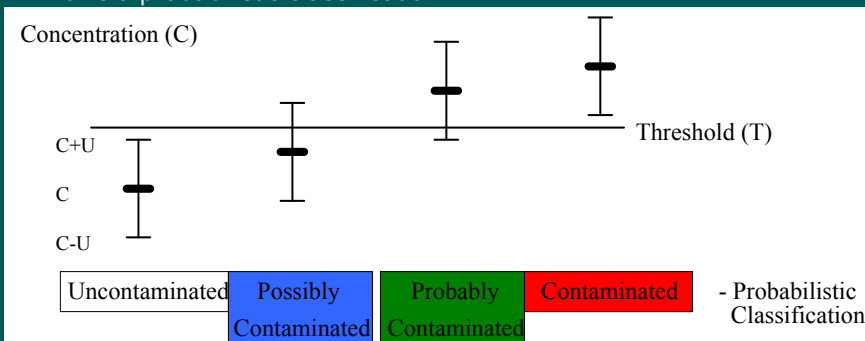 Concentration (C)
Threshold (T)
C+U
C
C-U
Uncontaminated
Possibly
Contaminated
Probably
Contaminated
Contaminated
- Probabilistic
Classification